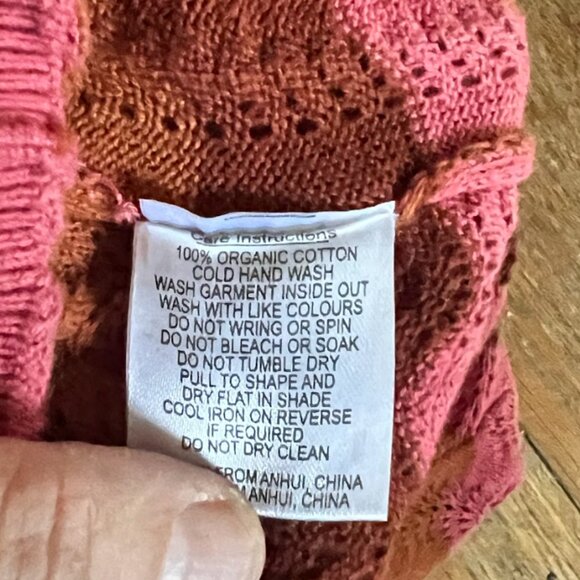 Care Instructions
100% ORGANIC COTTON
COLD HAND WASH
WASH GARMENT INSIDE OUT
WASH WITH LIKE COLOURS
DO NOT WRING OR SPIN
DO NOT BLEACH OR SOAK
DO NOT TUMBLE DRY
PULL TO SHAPE AND
DRY FLAT IN SHADE
COOL IRON ON REVERSE
IF REQUIRED
DO NOT DRY CLEAN
FROM ANHUI, CHINA
ANHUI, CHINA